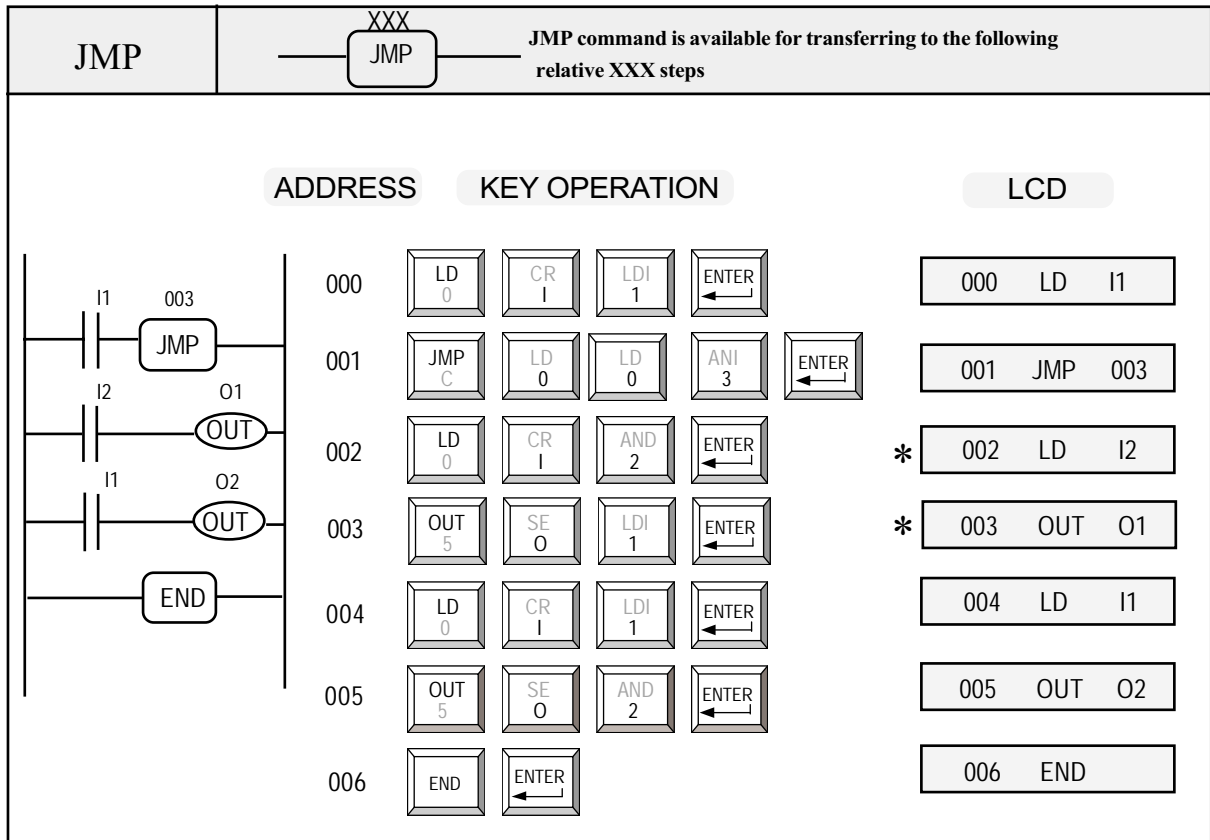 JMP
XXX
JMP
JMP command is available for transferring to the following
relative XXX steps
ADDRESS KEY OPERATION LCD
I1 003
JMP
I2 O1
OUT
I1 O2
OUT
END
000 LD 0 CR I LDI 1 ENTER 000 LD I1
001 JMP C LD 0 LD 0 ANI 3 ENTER 001 JMP 003
002 LD 0 CR I AND 2 ENTER * 002 LD I2
003 OUT 5 SE O LDI 1 ENTER * 003 OUT O1
004 LD 0 CR I LDI 1 ENTER 004 LD I1
005 OUT 5 SE O AND 2 ENTER 005 OUT O2
006 END ENTER 006 END